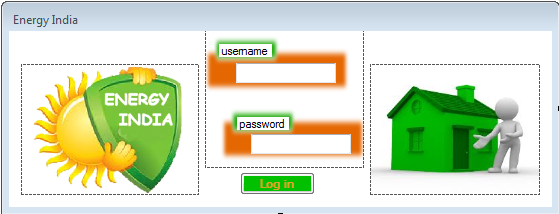 Energy India
ENERGY
INDIA
username
password
Log in